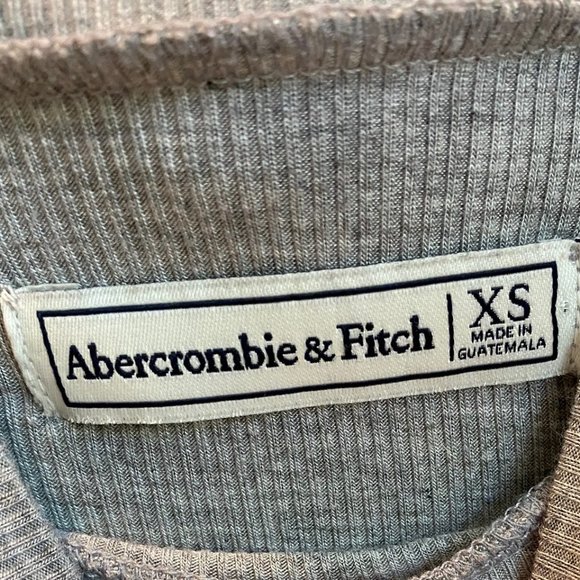 Abercrombie & Fitch
XS
MADE IN
GUATEMALA